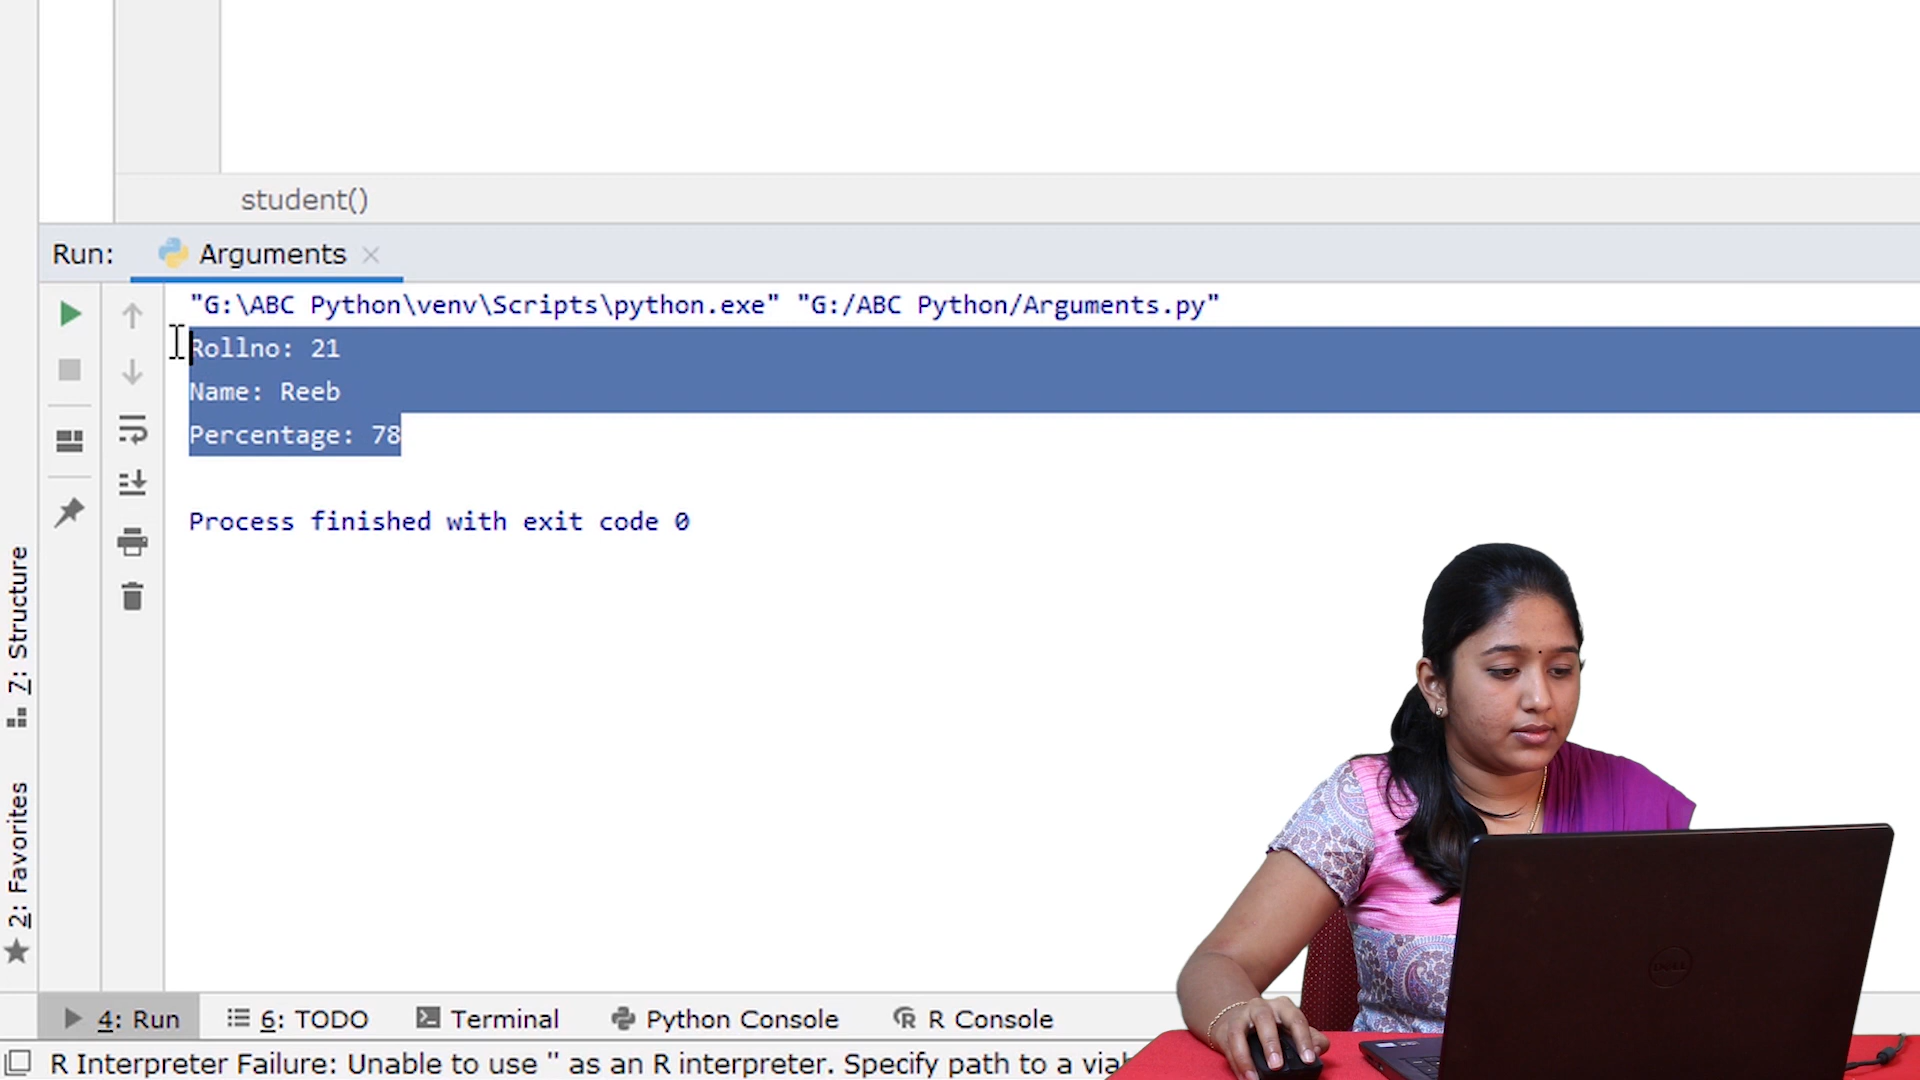 student()
Run: Arguments
"G:\ABC Python\venv\Scripts\python.exe" "G:/ABC Python/Arguments.py"
Rollno: 21
Name: Reeb
Percentage: 78
Process finished with exit code 0
7: Structure
2: Favorites
4: Run
6: TODO
Terminal
Python Console
R Console
R Interpreter Failure: Unable to use '' as an R interpreter. Specify path to a
DELL